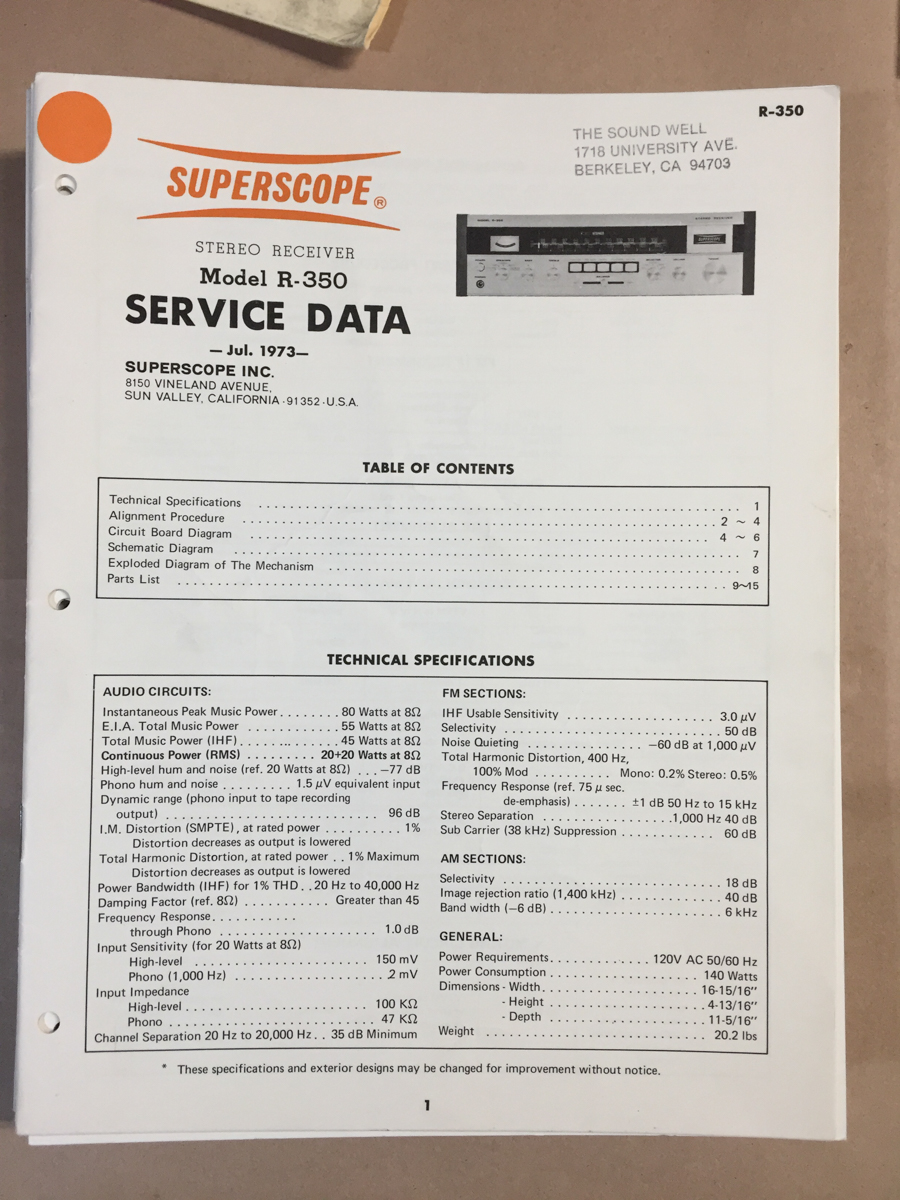 R-350
THE SOUND WELL
1718 UNIVERSITY AVE.
BERKELEY, CA 94703
SUPERSCOPE®
STEREO RECEIVER
Model R-350
SERVICE DATA
— Jul. 1973—
SUPERSCOPE INC.
8150 VINELAND AVENUE,
SUN VALLEY, CALIFORNIA ·91352 ·U.S.A.
TABLE OF CONTENTS
Technical Specifications . . . . . . . . . . 1
Alignment Procedure . . . . . . . . . . 2 ~ 4
Circuit Board Diagram . . . . . . . . . . 4 ~ 6
Schematic Diagram . . . . . . . . . . 7
Exploded Diagram of The Mechanism . . . . . . . . . . 8
Parts List . . . . . . . . . . 9~15
TECHNICAL SPECIFICATIONS
AUDIO CIRCUITS:
Instantaneous Peak Music Power . . . . . . . . 80 Watts at 8Ω
E.I.A. Total Music Power . . . . . . . . . . . . 55 Watts at 8Ω
Total Music Power (IHF) . . . . . . . . . . . . 45 Watts at 8Ω
Continuous Power (RMS) . . . . . . . . . 20+20 Watts at 8Ω
High-level hum and noise (ref. 20 Watts at 8Ω) . . . —77 dB
Phono hum and noise . . . . . . . . . 1.5 μV equivalent input
Dynamic range (phono input to tape recording
output) . . . . . . . . . . 96 dB
I.M. Distortion (SMPTE), at rated power . . . . . . . . . . 1%
Distortion decreases as output is lowered
Total Harmonic Distortion, at rated power . . 1% Maximum
Distortion decreases as output is lowered
Power Bandwidth (IHF) for 1% THD . . 20 Hz to 40,000 Hz
Damping Factor (ref. 8Ω) . . . . . . . . . . . Greater than 45
Frequency Response . . . . . . . . . . .
through Phono . . . . . . . . . . 1.0 dB
Input Sensitivity (for 20 Watts at 8Ω)
High-level . . . . . . . . . . 150 mV
Phono (1,000 Hz) . . . . . . . . . . 2 mV
Input Impedance
High-level . . . . . . . . . . 100 KΩ
Phono . . . . . . . . . . 47 KΩ
Channel Separation 20 Hz to 20,000 Hz . . 35 dB Minimum
FM SECTIONS:
IHF Usable Sensitivity . . . . . . . . . . 3.0 μV
Selectivity . . . . . . . . . . 50 dB
Noise Quieting . . . . . . . . . . —60 dB at 1,000 μV
Total Harmonic Distortion, 400 Hz,
100% Mod . . . . . . . . . . Mono: 0.2% Stereo: 0.5%
Frequency Response (ref. 75 μ sec.
de-emphasis) . . . . . . . ±1 dB 50 Hz to 15 kHz
Stereo Separation . . . . . . . . . . 1,000 Hz 40 dB
Sub Carrier (38 kHz) Suppression . . . . . . . . . . . . 60 dB
AM SECTIONS:
Selectivity . . . . . . . . . . 18 dB
Image rejection ratio (1,400 kHz) . . . . . . . . . . 40 dB
Band width (—6 dB) . . . . . . . . . . 6 kHz
GENERAL:
Power Requirements . . . . . . . . . . . . 120V AC 50/60 Hz
Power Consumption . . . . . . . . . . 140 Watts
Dimensions - Width . . . . . . . . . . 16-15/16″
- Height . . . . . . . . . . 4-13/16″
- Depth . . . . . . . . . . 11-5/16″
Weight . . . . . . . . . . 20.2 lbs
* These specifications and exterior designs may be changed for improvement without notice.
1